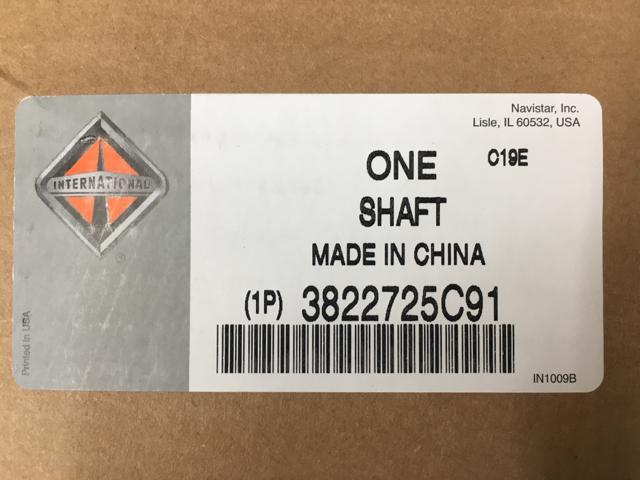 Navistar, Inc.
Lisle, IL 60532, USA
INTERNATIONAL
®
ONE C19E
SHAFT
MADE IN CHINA
(1P) 3822725C91
Printed in USA
IN1009B